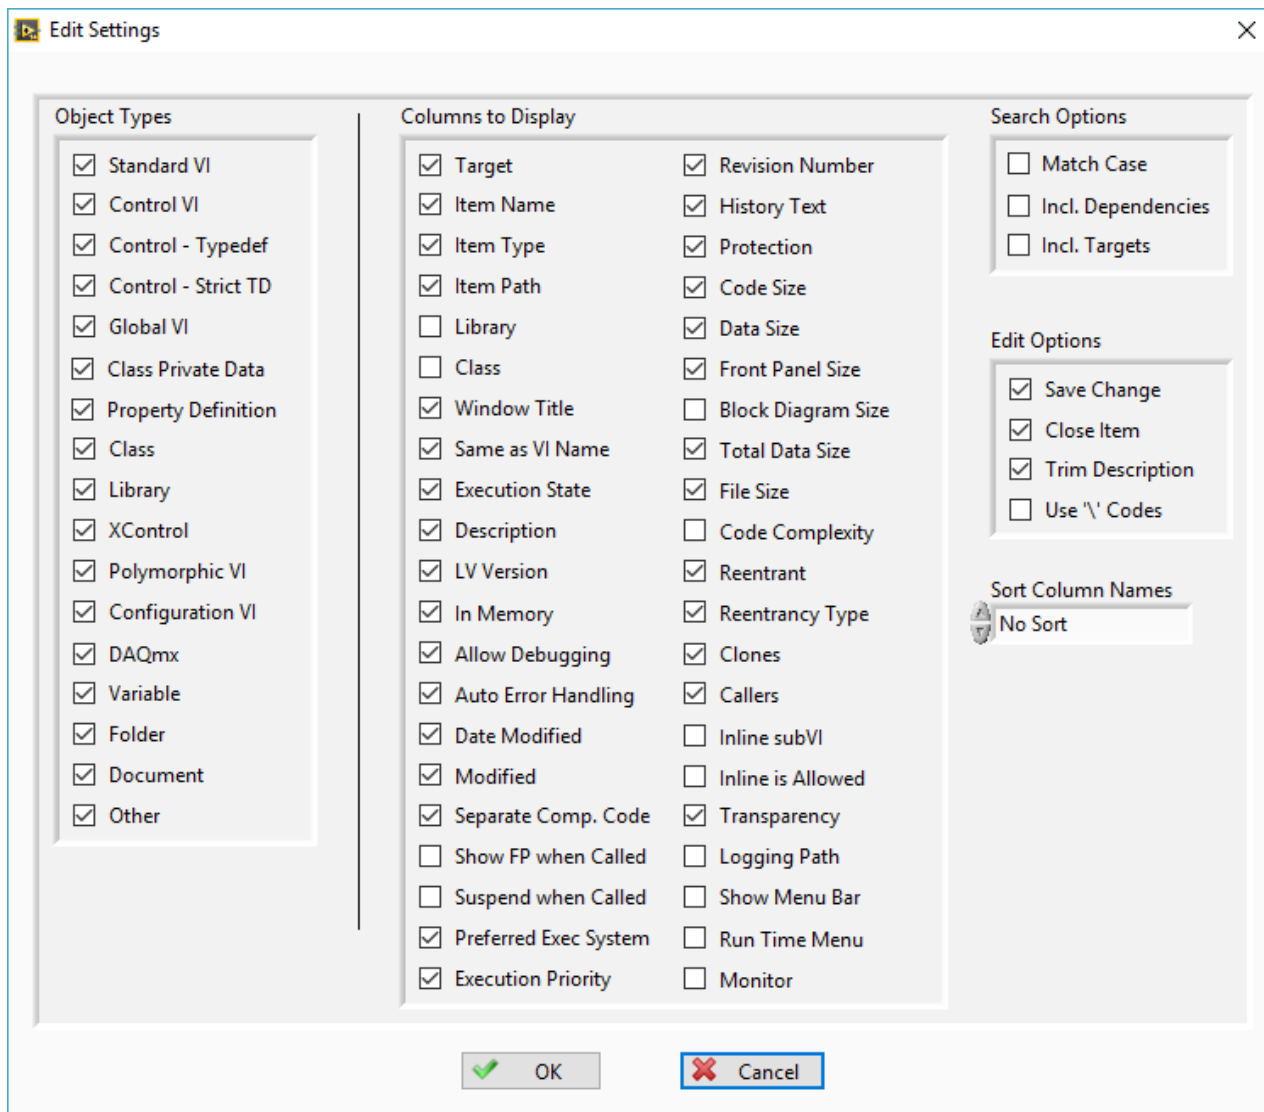 Edit Settings
Object Types
Standard VI
Control VI
Control - Typedef
Control - Strict TD
Global VI
Class Private Data
Property Definition
Class
Library
XControl
Polymorphic VI
Configuration VI
DAQmx
Variable
Folder
Document
Other
Columns to Display
Target
Item Name
Item Type
Item Path
Library
Class
Window Title
Same as VI Name
Execution State
Description
LV Version
In Memory
Allow Debugging
Auto Error Handling
Date Modified
Modified
Separate Comp. Code
Show FP when Called
Suspend when Called
Preferred Exec System
Execution Priority
Revision Number
History Text
Protection
Code Size
Data Size
Front Panel Size
Block Diagram Size
Total Data Size
File Size
Code Complexity
Reentrant
Reentrancy Type
Clones
Callers
Inline subVI
Inline is Allowed
Transparency
Logging Path
Show Menu Bar
Run Time Menu
Monitor
Search Options
Match Case
Incl. Dependencies
Incl. Targets
Edit Options
Save Change
Close Item
Trim Description
Use '\' Codes
Sort Column Names
No Sort
OK
Cancel